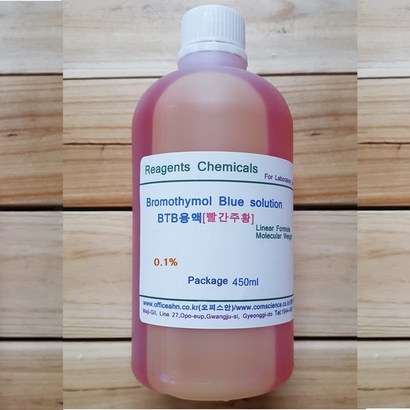 Reagents Chemicals
For Laboratory
Bromothymol Blue solution
BTB용액[빨간주황]
Linear Formula
Molecular Weight
0.1%
Package 450ml
www.officeahn.co.kr(오피스안)/www.comscience.co.kr
Line 27,Opo-eup,Gwangju-si, Gyeonggi-do